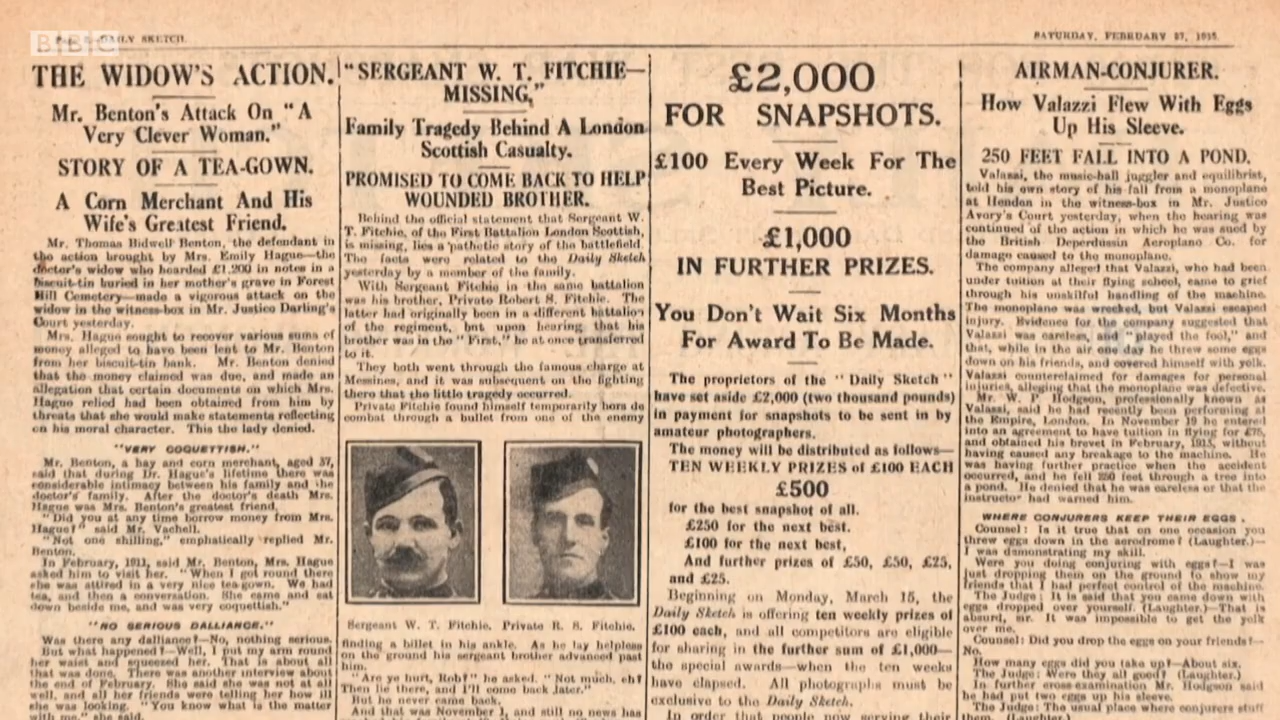 BBC
DAILY SKETCH.
SATURDAY, FEBRUARY 27, 1915.
THE WIDOW'S ACTION.
Mr. Benton's Attack On "A
Very Clever Woman."
STORY OF A TEA-GOWN.
A Corn Merchant And His
Wife's Greatest Friend.
Mr. Thomas Bidwell Benton, the defendant in
the action brought by Mrs. Emily Hague—the
doctor's widow who hoarded £1,200 in notes in a
biscuit-tin buried in her mother's grave in Forest
Hill Cemetery—made a vigorous attack on the
widow in the witness-box in Mr. Justice Darling's
Court yesterday.
Mrs. Hague sought to recover various sums of
money alleged to have been lent to Mr. Benton
from her biscuit-tin bank. Mr. Benton denied
that the money claimed was due, and made an
allegation that certain documents on which Mrs.
Hague relied had been obtained from him by
threats that she would make statements reflecting
on his moral character. This the lady denied.
"VERY COQUETTISH."
Mr. Benton, a hay and corn merchant, aged 57,
said that during Dr. Hague's lifetime there was
considerable intimacy between his family and the
doctor's family. After the doctor's death Mrs.
Hague was Mrs. Benton's greatest friend.
"Did you at any time borrow money from Mrs.
Hague?" said Mr. Vachell.
"Not one shilling," emphatically replied Mr.
Benton.
In February, 1911, said Mr. Benton, Mrs. Hague
asked him to visit her. "When I got round there
she was attired in a very nice tea-gown. We had
tea, and then a conversation. She came and sat
down beside me, and was very coquettish."
"NO SERIOUS DALLIANCE."
Was there any dalliance?—No, nothing serious.
But what happened?—Well, I put my arm round
her waist and squeezed her. That is about all
that was done. There was another interview about
the end of February. She said she was not at all
well, and all her friends were telling her how ill
she was looking. "You know what is the matter
with me," she said.
"SERGEANT W. T. FITCHIE—
MISSING,"
Family Tragedy Behind A London
Scottish Casualty.
PROMISED TO COME BACK TO HELP
WOUNDED BROTHER.
Behind the official statement that Sergeant W.
T. Fitchie, of the First Battalion London Scottish,
is missing, lies a pathetic story of the battlefield.
The facts were related to the Daily Sketch
yesterday by a member of the family.
With Sergeant Fitchie in the same battalion
was his brother, Private Robert S. Fitchie. The
latter had originally been in a different battalion
of the regiment, but upon hearing that his
brother was in the "First," he at once transferred
to it.
They both went through the famous charge at
Messines, and it was subsequent on the fighting
there that the little tragedy occurred.
Private Fitchie found himself temporarily hors de
combat through a bullet from one of the enemy
Sergeant W. T. Fitchie. Private R. S. Fitchie.
finding a billet in his ankle. As he lay helpless
on the ground his sergeant brother advanced past
him.
"Are ye hurt, Rob?" he asked. "Not much, eh?
Then lie there, and I'll come back later."
But he never came back.
And that was November 1, and still no news has
£2,000
FOR SNAPSHOTS.
£100 Every Week For The
Best Picture.
£1,000
IN FURTHER PRIZES.
You Don't Wait Six Months
For Award To Be Made.
The proprietors of the "Daily Sketch"
have set aside £2,000 (two thousand pounds)
in payment for snapshots to be sent in by
amateur photographers.
The money will be distributed as follows—
TEN WEEKLY PRIZES of £100 EACH
£500
for the best snapshot of all.
£250 for the next best.
£100 for the next best,
And further prizes of £50, £50, £25,
and £25.
Beginning on Monday, March 15, the
Daily Sketch is offering ten weekly prizes of
£100 each, and all competitors are eligible
for sharing in the further sum of £1,000—
the special awards—when the ten weeks
have elapsed. All photographs must be
exclusive to the Daily Sketch.
In order that people now serving their
AIRMAN-CONJURER.
How Valazzi Flew With Eggs
Up His Sleeve.
250 FEET FALL INTO A POND.
Valassi, the music-hall juggler and equilibrist,
told his own story of his fall from a monoplane
at Hendon in the witness-box in Mr. Justice
Avory's Court yesterday, when the hearing was
continued of the action in which he was sued by
the British Deperdussin Aeroplane Co. for
damage caused to the monoplane.
The company alleged that Valassi, who had been
under tuition at their flying school, came to grief
through his unskilful handling of the machine.
The monoplane was wrecked, but Valassi escaped
injury. Evidence for the company suggested that
Valassi was careless, and "played the fool," and
that, while in the air one day he threw some eggs
down on his friends, and covered himself with yolk.
Valassi counterclaimed for damages for personal
injuries, alleging that the monoplane was defective.
Mr. W. P. Hodgson, professionally known as
Valassi, said he had recently been performing at
the Empire, London. In November 19 he entered
into an agreement to have tuition in flying for £75,
and obtained his brevet in February, 1913, without
having caused any breakage to the machine. He
was having further practice when the accident
occurred, and he fell 250 feet through a tree into
a pond. He denied that he was careless or that the
instructor had warned him.
WHERE CONJURERS KEEP THEIR EGGS.
Counsel: Is it true that on one occasion you
threw eggs down in the aerodrome? (Laughter.)—
I was demonstrating my skill.
Were you doing conjuring with eggs?—I was
just dropping them on the ground to show my
friends that I had perfect control of the machine.
The Judge: It is said that you came down with
eggs dropped over yourself. (Laughter.)—That is
absurd, sir. It was impossible to get the yolk
over me.
Counsel: Did you drop the eggs on your friends?—
No.
How many eggs did you take up?—About six.
The Judge: Were they all good? (Laughter.)
In further cross-examination Mr. Hodgson said
he had put two eggs up his sleeve.
The Judge: The usual place where conjurers stuff
them. (Laughter.)